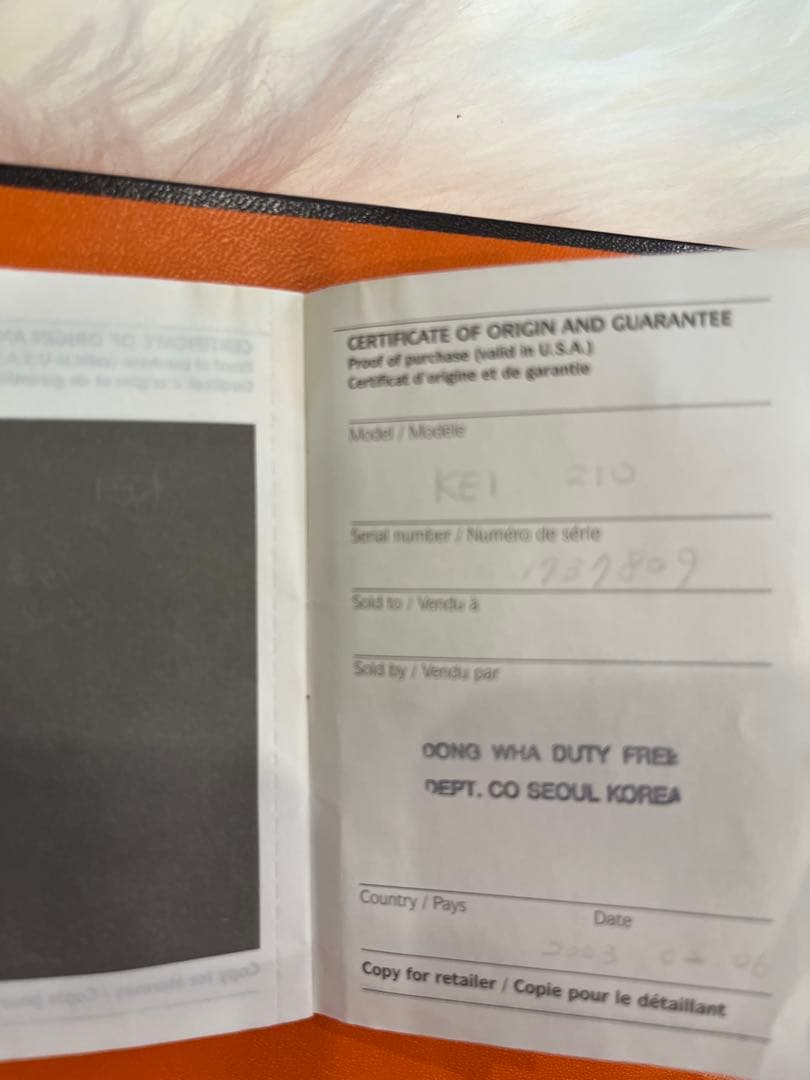 CERTIFICATE OF ORIGIN AND GUARANTEE
Proof of purchase (valid in U.S.A.)
Certificat d'origine et de garantie
Model / Modèle
KE1 210
Serial number / Numéro de série
Sold to / Vendu à
Sold by / Vendu par
DONG WHA DUTY FREE
DEPT. CO SEOUL KOREA
Country / Pays
Date
2003
Copy for retailer / Copie pour le détaillant